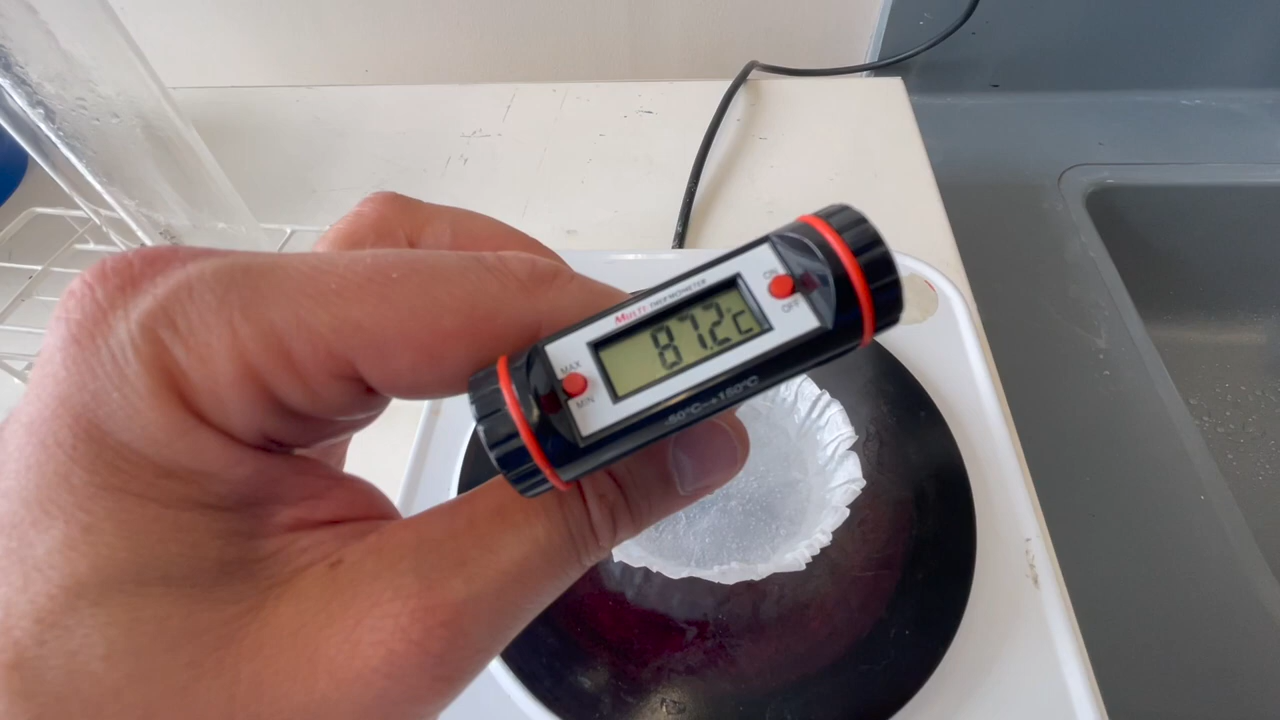 MULTI-THERMOMETER
ON
OFF
87.2°C
MAX
MIN
-50°C~+150°C